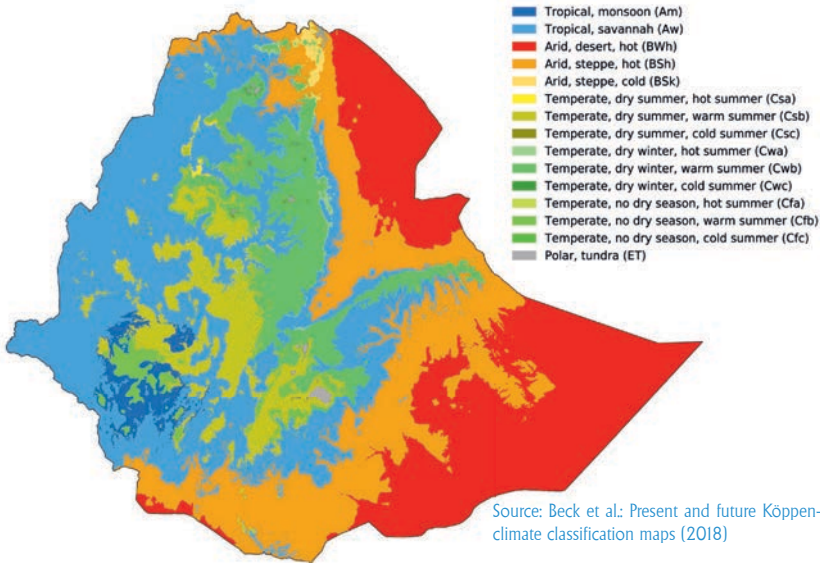 Tropical, monsoon (Am)
Tropical, savannah (Aw)
Arid, desert, hot (BWh)
Arid, steppe, hot (BSh)
Arid, steppe, cold (BSk)
Temperate, dry summer, hot summer (Csa)
Temperate, dry summer, warm summer (Csb)
Temperate, dry summer, cold summer (Csc)
Temperate, dry winter, hot summer (Cwa)
Temperate, dry winter, warm summer (Cwb)
Temperate, dry winter, cold summer (Cwc)
Temperate, no dry season, hot summer (Cfa)
Temperate, no dry season, warm summer (Cfb)
Temperate, no dry season, cold summer (Cfc)
Polar, tundra (ET)
Source: Beck et al.: Present and future Köppen-
climate classification maps (2018)